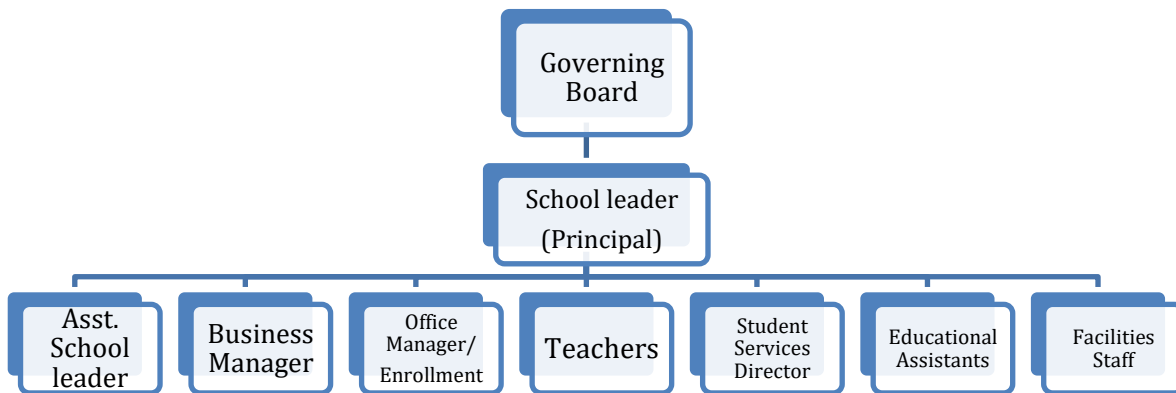 Governing
Board
School leader
(Principal)
Asst.
School
leader
Business
Manager
Office
Manager/
Enrollment
Teachers
Student
Services
Director
Educational
Assistants
Facilities
Staff